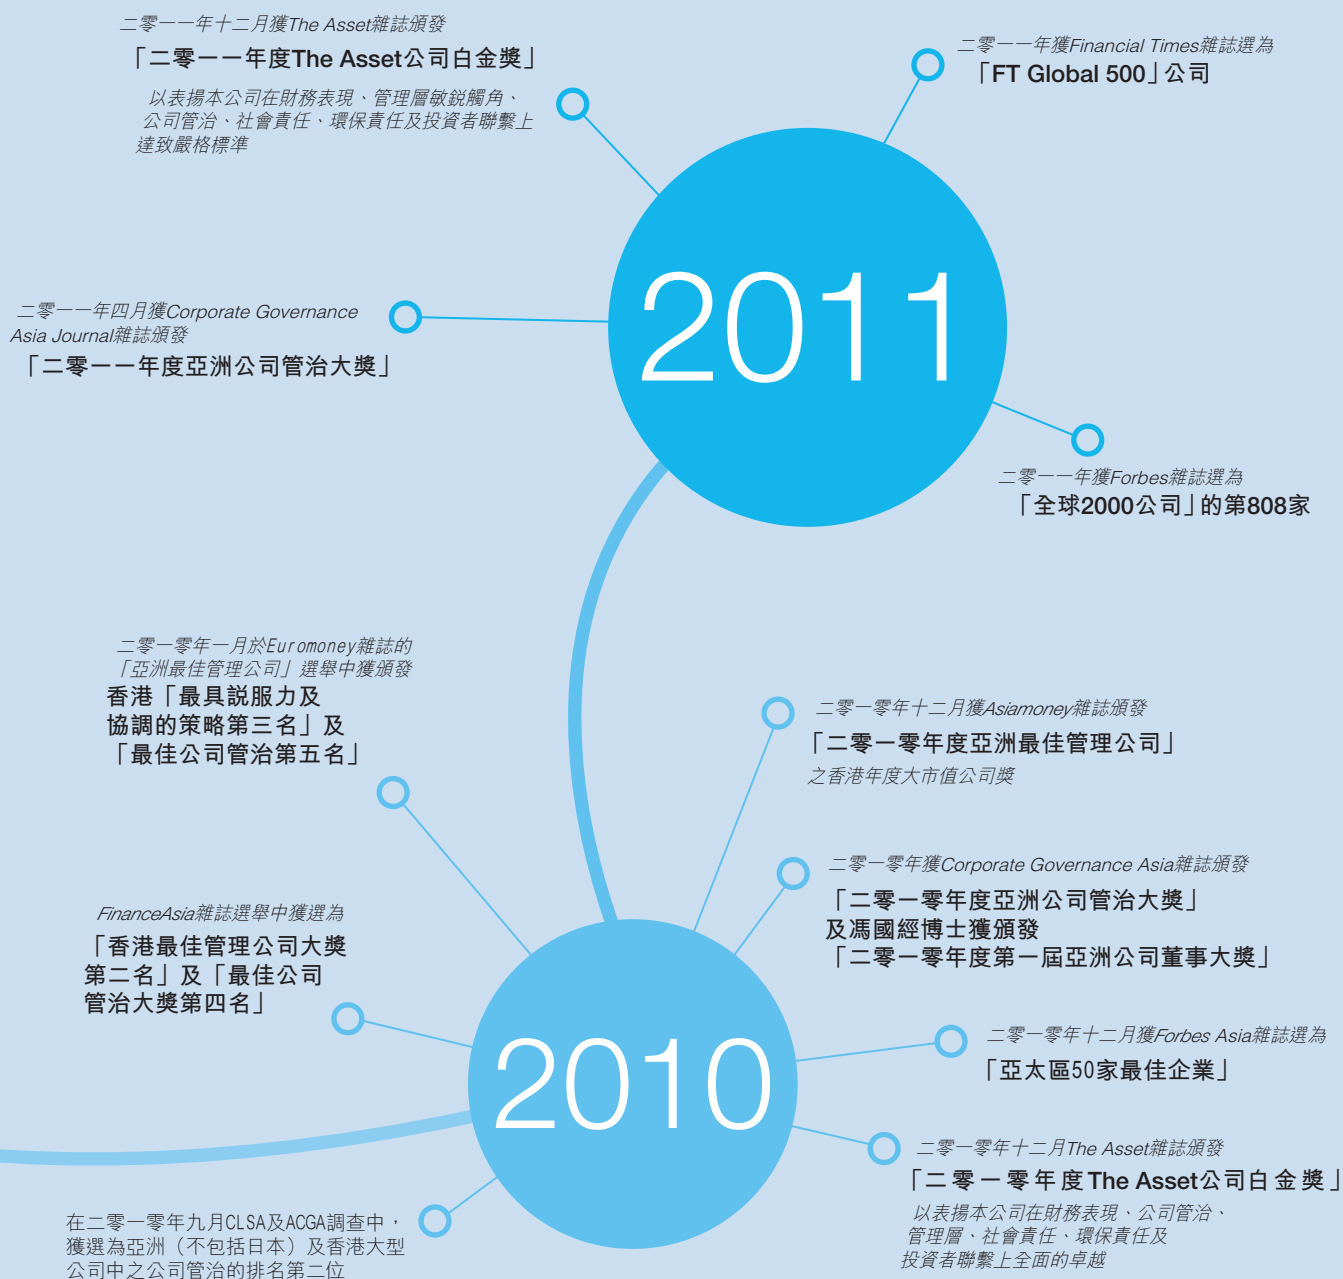 二零一一年十二月獲The Asset雜誌頒發
「二零一一年度The Asset公司白金獎」
以表揚本公司在財務表現、管理層敏銳觸角、
公司管治、社會責任、環保責任及投資者聯繫上
達致嚴格標準
二零一一年獲Financial Times雜誌選為
「FT Global 500」公司
2011
二零一一年四月獲Corporate Governance
Asia Journal雜誌頒發
「二零一一年度亞洲公司管治大獎」
二零一一年獲Forbes雜誌選為
「全球2000公司」的第808家
二零一零年一月於Euromoney雜誌的
「亞洲最佳管理公司」選舉中獲頒發
香港「最具説服力及
協調的策略第三名」及
「最佳公司管治第五名」
二零一零年十二月獲Asiamoney雜誌頒發
「二零一零年度亞洲最佳管理公司」
之香港年度大市值公司獎
二零一零年獲Corporate Governance Asia雜誌頒發
「二零一零年度亞洲公司管治大獎」
及馮國經博士獲頒發
「二零一零年度第一屆亞洲公司董事大獎」
FinanceAsia雜誌選舉中獲選為
「香港最佳管理公司大獎
第二名」及「最佳公司
管治大獎第四名」
2010
二零一零年十二月獲Forbes Asia雜誌選為
「亞太區50家最佳企業」
二零一零年十二月The Asset雜誌頒發
「二零一零年度The Asset公司白金獎」
以表揚本公司在財務表現、公司管治、
管理層、社會責任、環保責任及
投資者聯繫上全面的卓越
在二零一零年九月CLSA及ACGA調查中，
獲選為亞洲（不包括日本）及香港大型
公司中之公司管治的排名第二位